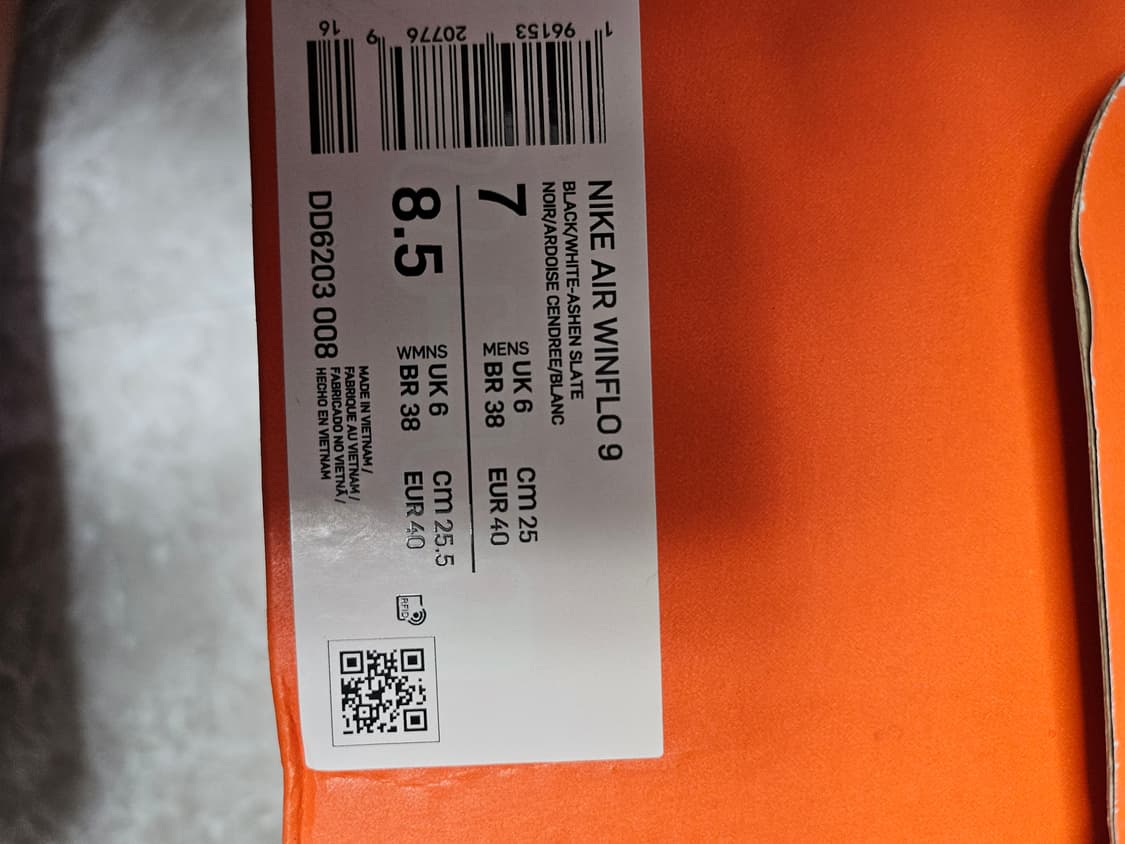 NIKE AIR WINFLO 9
BLACK/WHITE-ASHEN SLATE
NOIR/ARDOISE CENDREE/BLANC
7
MENS
UK 6
cm 25
BR 38
EUR 40
8.5
WMNS
UK 6
cm 25.5
BR 38
EUR 40
DD6203 008
MADE IN VIETNAM /
FABRIQUE AU VIETNAM /
FABRICADO NO VIETNÃ /
HECHO EN VIETNAM
RFID
1 96153 20776 9 16